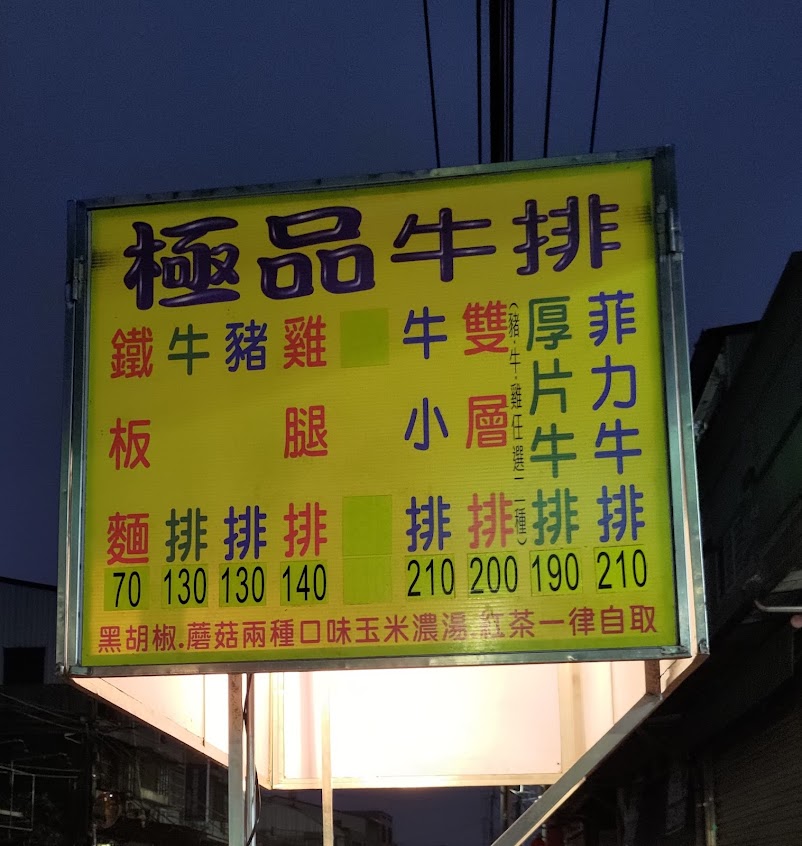 極品牛排
菲力牛排 210
厚片牛排 190
雙層排 200
(豬.牛.雞任選二種)
牛小排 210
雞腿排 140
豬排 130
牛排 130
鐵板麵 70
黑胡椒.蘑菇兩種口味玉米濃湯.紅茶一律自取